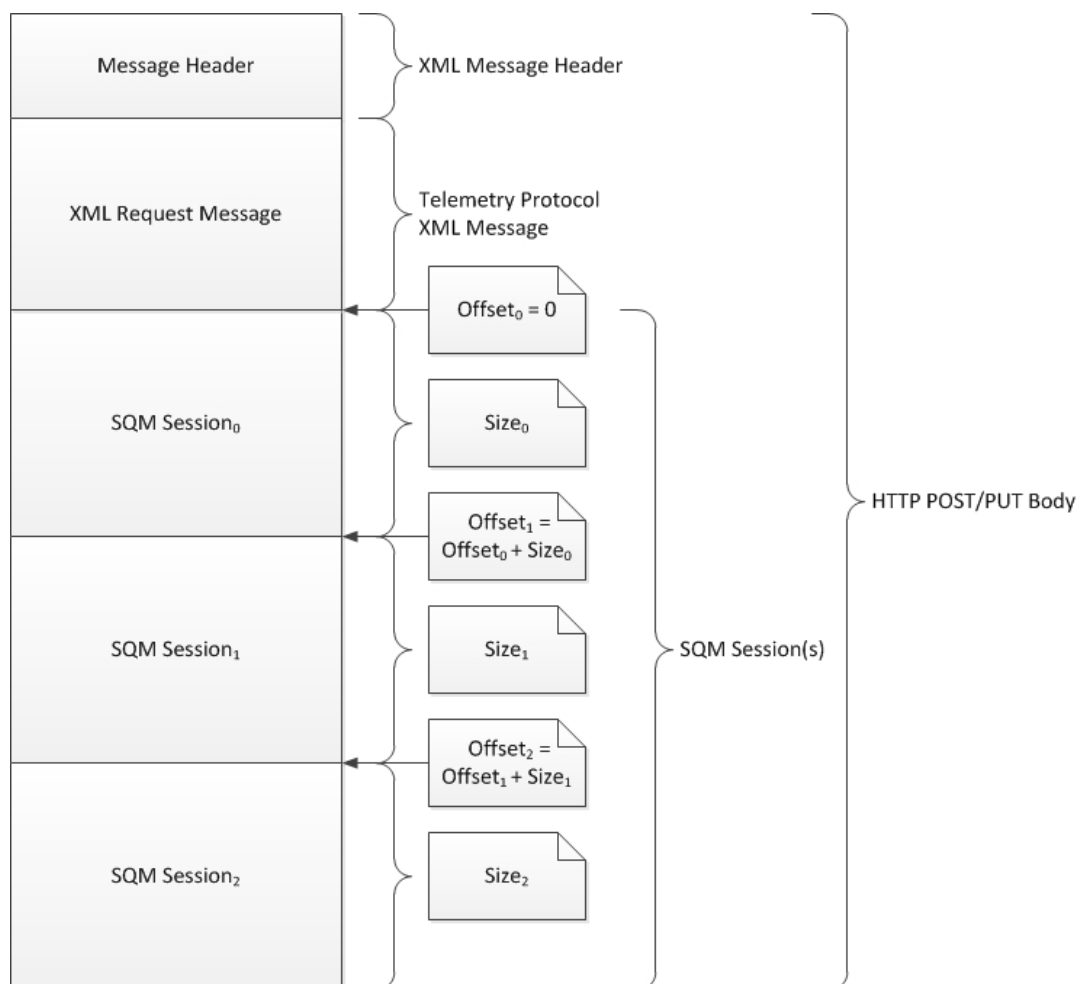 Message Header
XML Message Header
XML Request Message
Telemetry Protocol
XML Message
Offset₀ = 0
SQM Session₀
Size₀
Offset₁ =
Offset₀ + Size₀
HTTP POST/PUT Body
SQM Session₁
Size₁
SQM Session(s)
Offset₂ =
Offset₁ + Size₁
SQM Session₂
Size₂